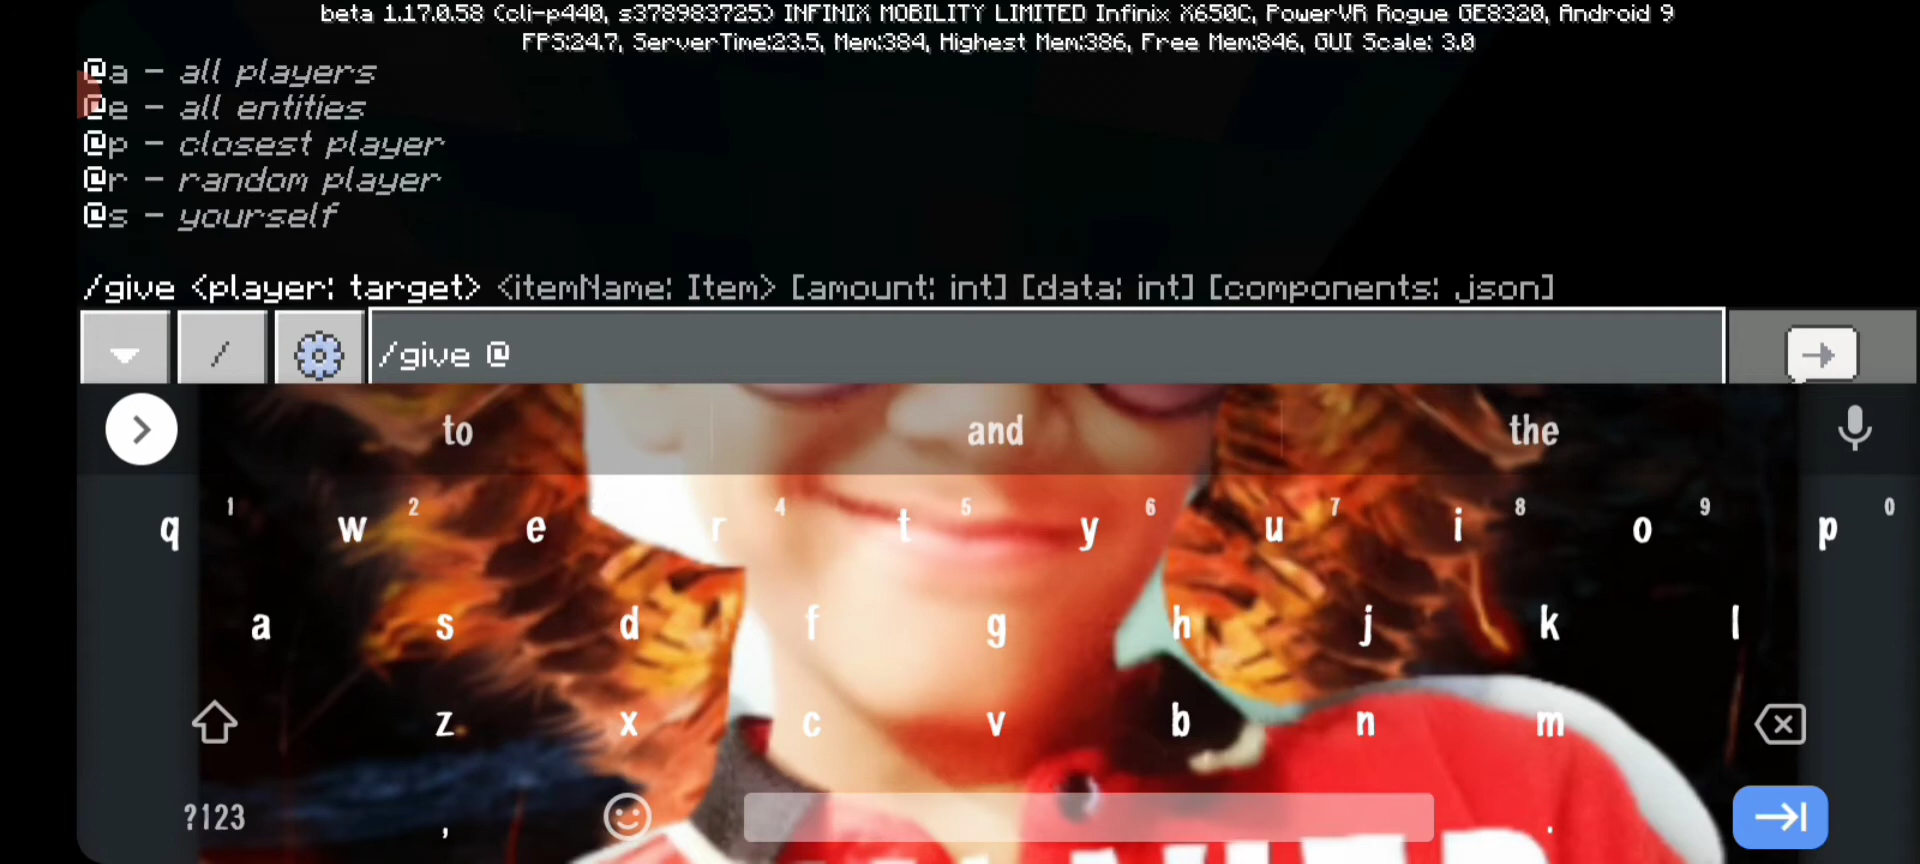 beta 1.17.0.58 (cli-p440, s378983725) INFINIX MOBILITY LIMITED Infinix X650C, PowerVR Rogue GE8320, Android 9
FPS:24.7, ServerTime:23.5, Mem:384, Highest Mem:386, Free Mem:846, GUI Scale: 3.0
@a – all players
@e – all entities
@p – closest player
@r – random player
@s – yourself
/give <player: target> <itemName: Item> [amount: int] [data: int] [components: json]
/ /give @
to and the
1 2 4 5 6 7 8 9 0
q w e r t y u i o p
a s d f g h j k l
z x c v b n m
?123 , .